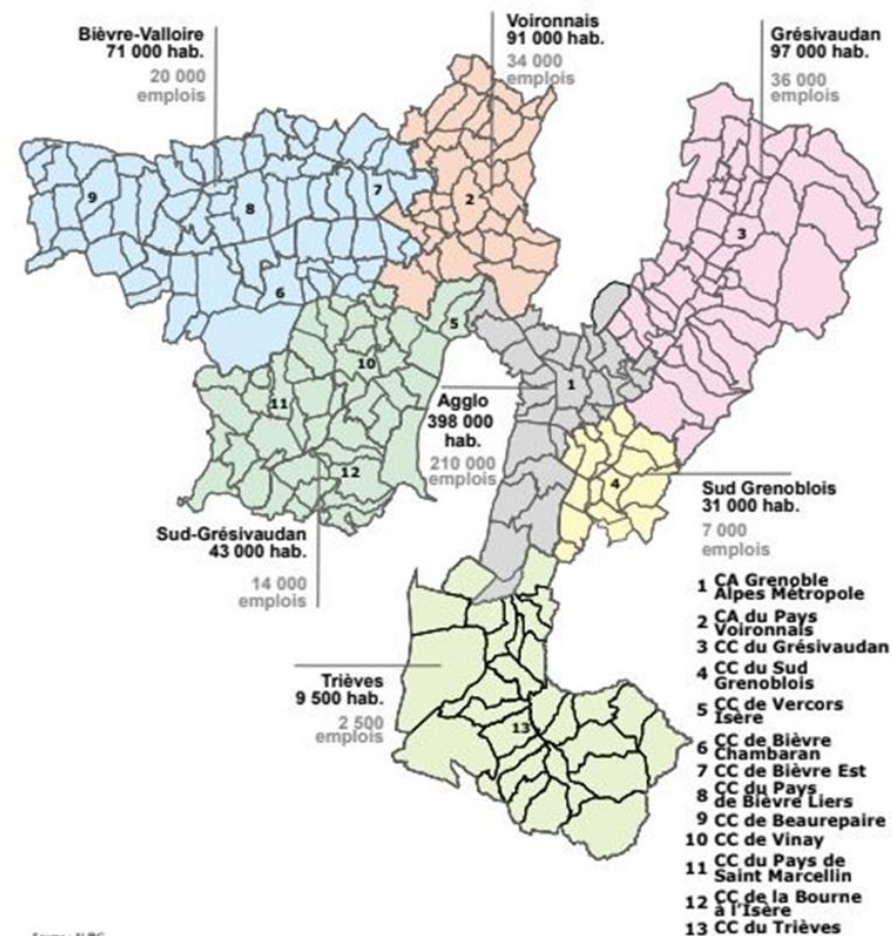 Bièvre-Valloire
71 000 hab.
20 000
emplois
Voironnais
91 000 hab.
34 000
emplois
Grésivaudan
97 000 hab.
36 000
emplois
9
8
7
2
3
6
5
10
1
11
Agglo
398 000
hab.
210 000
emplois
12
4
Sud Grenoblois
31 000 hab.
7 000
emplois
Sud-Grésivaudan
43 000 hab.
14 000
emplois
Trièves
9 500 hab.
2 500
emplois
13
1 CA Grenoble
Alpes Métropole
2 CA du Pays
Voironnais
3 CC du Grésivaudan
4 CC du Sud
Grenoblois
5 CC de Vercors
Isère
6 CC de Bièvre
Chambaran
7 CC de Bièvre Est
8 CC du Pays
de Bièvre Liers
9 CC de Beaurepaire
10 CC de Vinay
11 CC du Pays de
Saint Marcellin
12 CC de la Bourne
à l'Isère
13 CC du Trièves